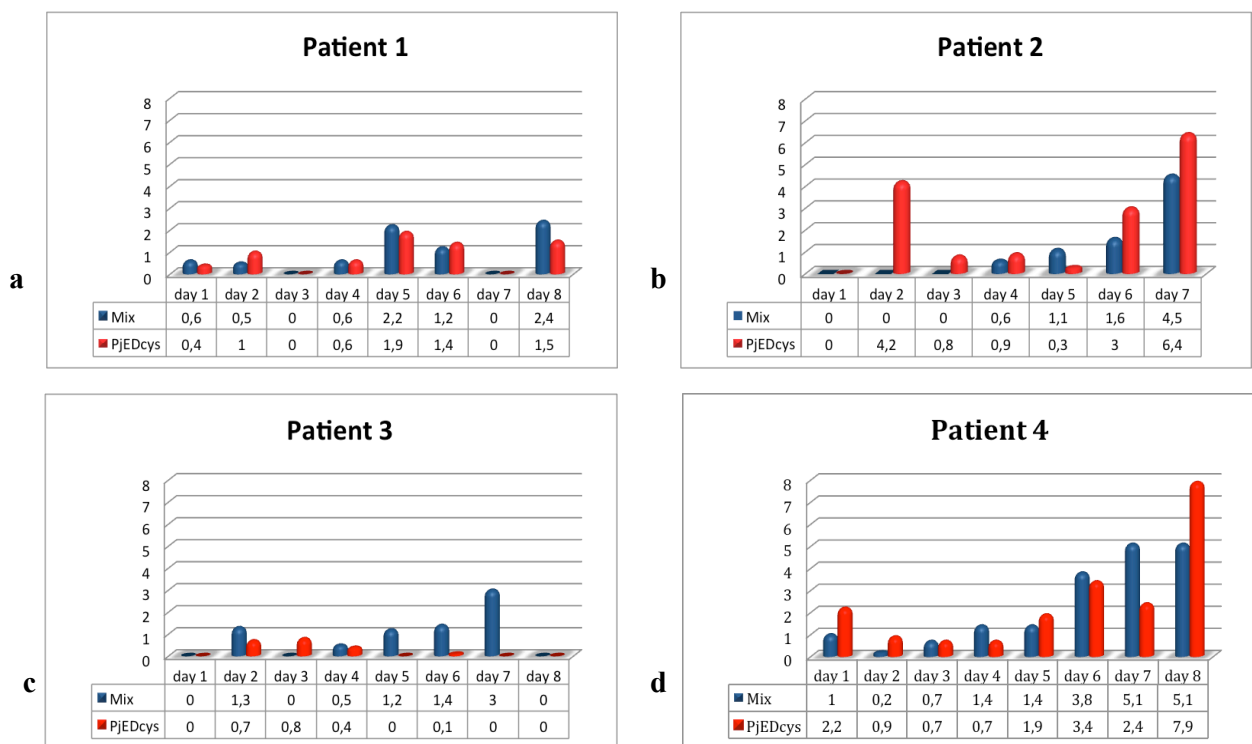 Patient 1
8
7
6
5
4
3
2
1
0
a
day 1 day 2 day 3 day 4 day 5 day 6 day 7 day 8
Mix 0,6 0,5 0 0,6 2,2 1,2 0 2,4
PjEDcys 0,4 1 0 0,6 1,9 1,4 0 1,5
Patient 2
8
7
6
5
4
3
2
1
0
b
day 1 day 2 day 3 day 4 day 5 day 6 day 7
Mix 0 0 0 0,6 1,1 1,6 4,5
PjEDcys 0 4,2 0,8 0,9 0,3 3 6,4
Patient 3
8
7
6
5
4
3
2
1
0
c
day 1 day 2 day 3 day 4 day 5 day 6 day 7 day 8
Mix 0 1,3 0 0,5 1,2 1,4 3 0
PjEDcys 0 0,7 0,8 0,4 0 0,1 0 0
Patient 4
8
7
6
5
4
3
2
1
0
d
day 1 day 2 day 3 day 4 day 5 day 6 day 7 day 8
Mix 1 0,2 0,7 1,4 1,4 3,8 5,1 5,1
PjEDcys 2,2 0,9 0,7 0,7 1,9 3,4 2,4 7,9